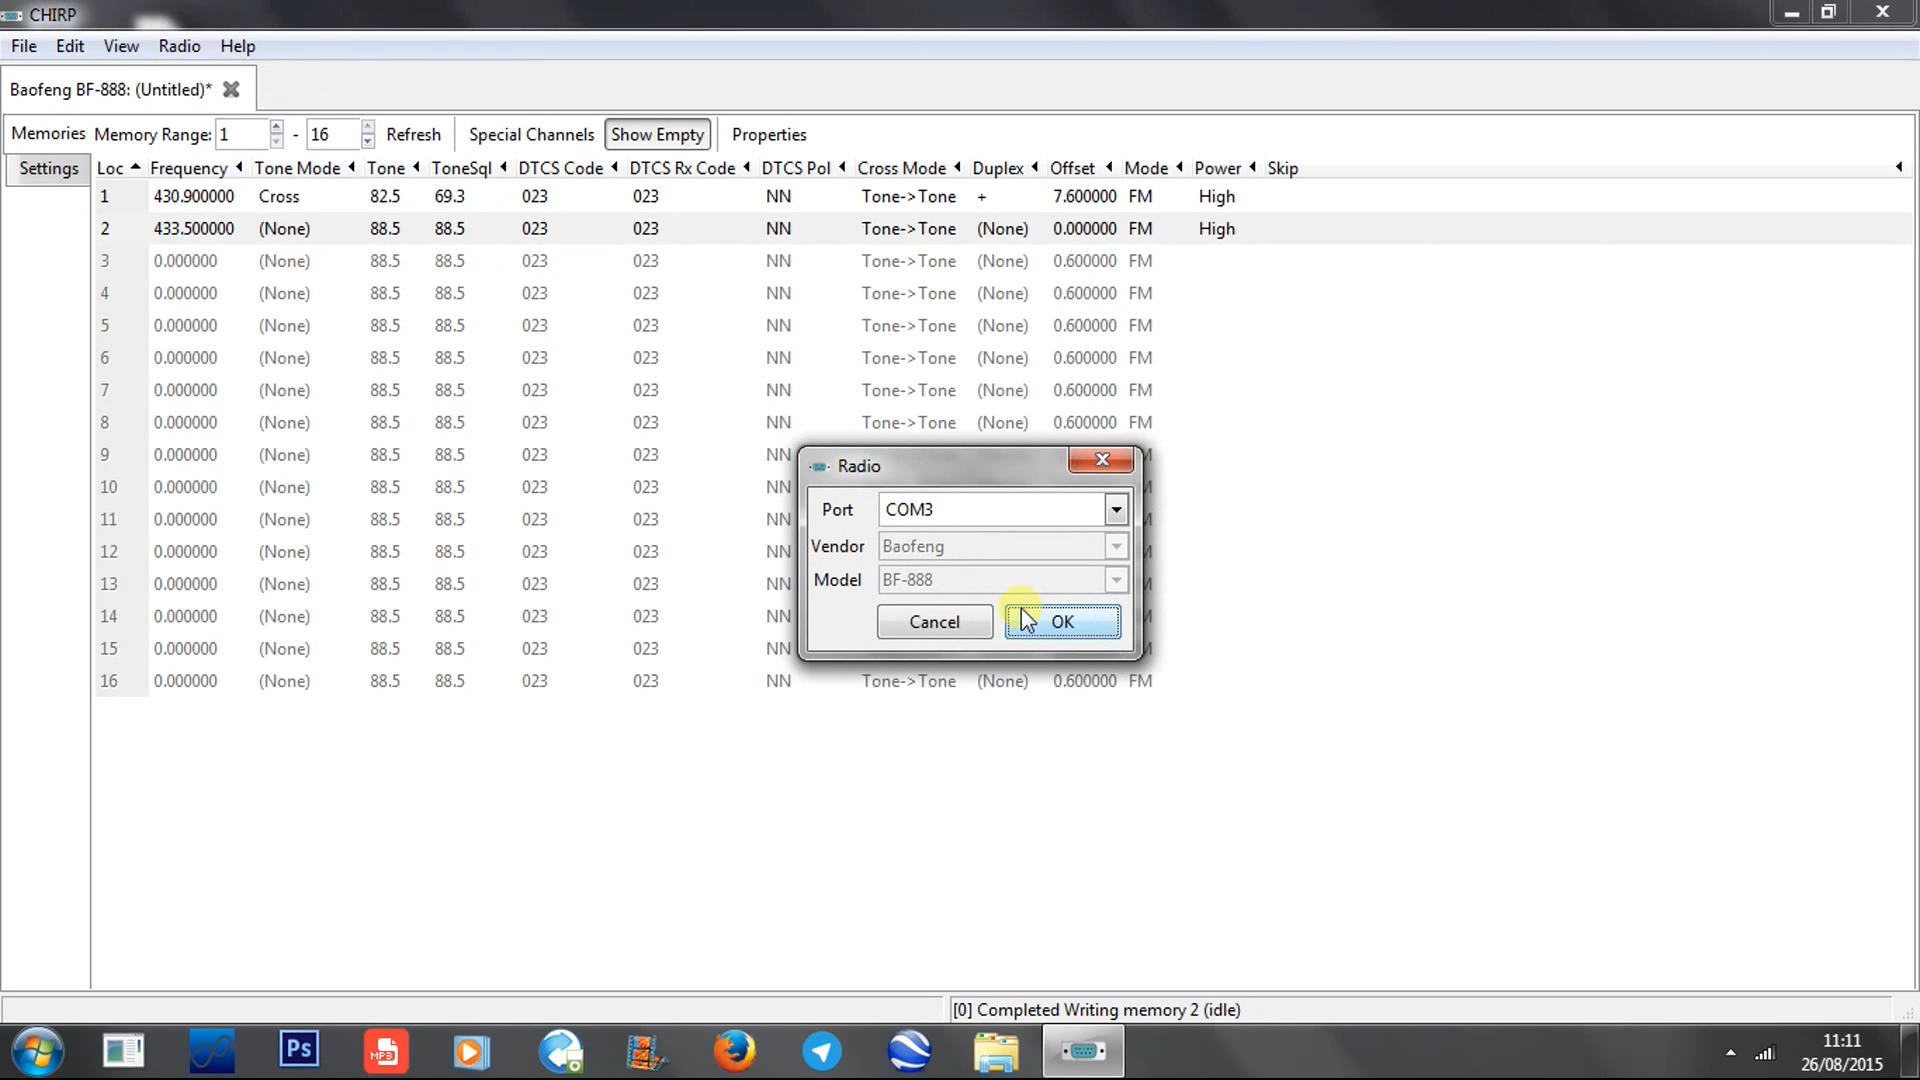 CHIRP
File Edit View Radio Help
Baofeng BF-888: (Untitled)*
Memories Memory Range: 1 - 16 Refresh Special Channels Show Empty Properties
Settings Loc Frequency Tone Mode Tone ToneSql DTCS Code DTCS Rx Code DTCS Pol Cross Mode Duplex Offset Mode Power Skip
1 430.900000 Cross 82.5 69.3 023 023 NN Tone->Tone + 7.600000 FM High
2 433.500000 (None) 88.5 88.5 023 023 NN Tone->Tone (None) 0.000000 FM High
3 0.000000 (None) 88.5 88.5 023 023 NN Tone->Tone (None) 0.600000 FM
4 0.000000 (None) 88.5 88.5 023 023 NN Tone->Tone (None) 0.600000 FM
5 0.000000 (None) 88.5 88.5 023 023 NN Tone->Tone (None) 0.600000 FM
6 0.000000 (None) 88.5 88.5 023 023 NN Tone->Tone (None) 0.600000 FM
7 0.000000 (None) 88.5 88.5 023 023 NN Tone->Tone (None) 0.600000 FM
8 0.000000 (None) 88.5 88.5 023 023 NN Tone->Tone (None) 0.600000 FM
9 0.000000 (None) 88.5 88.5 023 023 NN
10 0.000000 (None) 88.5 88.5 023 023 NN
11 0.000000 (None) 88.5 88.5 023 023 NN
12 0.000000 (None) 88.5 88.5 023 023 NN
13 0.000000 (None) 88.5 88.5 023 023 NN
14 0.000000 (None) 88.5 88.5 023 023 NN
15 0.000000 (None) 88.5 88.5 023 023 NN
16 0.000000 (None) 88.5 88.5 023 023 NN Tone->Tone (None) 0.600000 FM
Radio
Port COM3
Vendor Baofeng
Model BF-888
Cancel OK
[0] Completed Writing memory 2 (idle)
Ps
MP3
11:11
26/08/2015